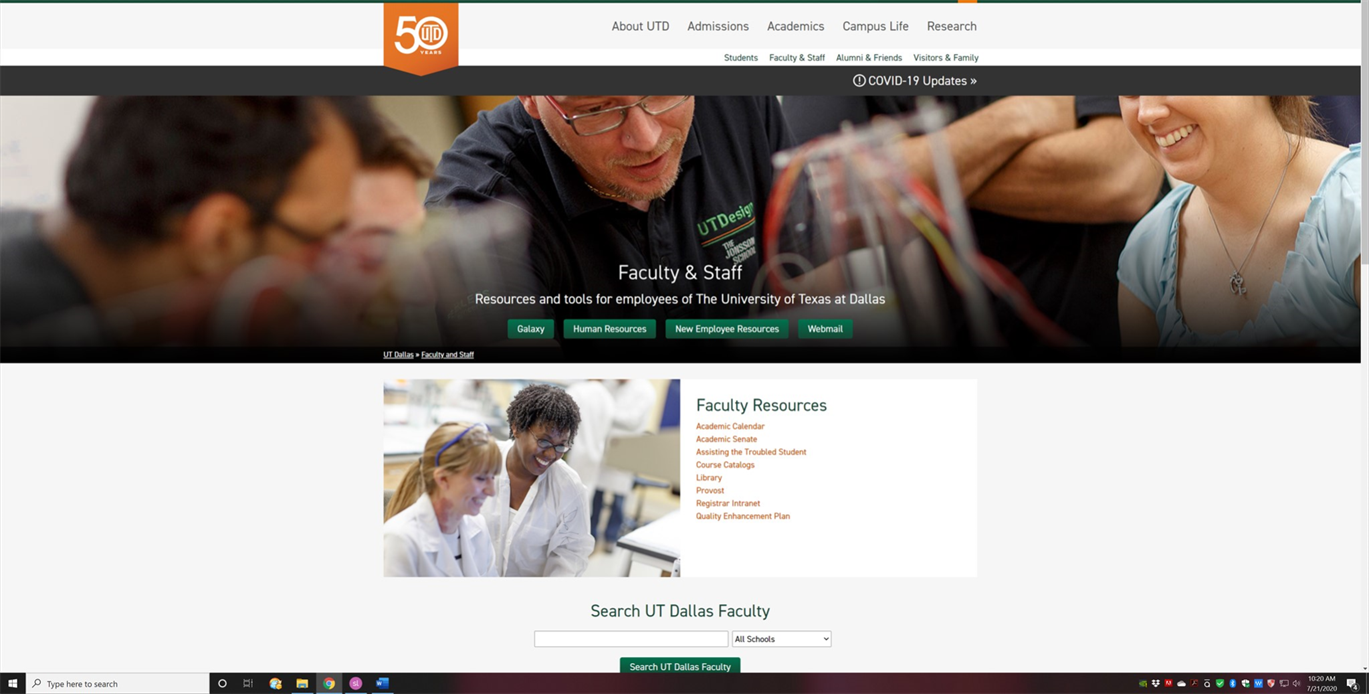 50 UTD
YEARS
About UTD Admissions Academics Campus Life Research
Students Faculty & Staff Alumni & Friends Visitors & Family
COVID-19 Updates »
UTDesign
THE
JONSSON
SCHOOL
Faculty & Staff
Resources and tools for employees of The University of Texas at Dallas
Galaxy Human Resources New Employee Resources Webmail
UT Dallas » Faculty and Staff
Faculty Resources
Academic Calendar
Academic Senate
Assisting the Troubled Student
Course Catalogs
Library
Provost
Registrar Intranet
Quality Enhancement Plan
Search UT Dallas Faculty
All Schools
Search UT Dallas Faculty
Type here to search
10:20 AM
7/21/2020